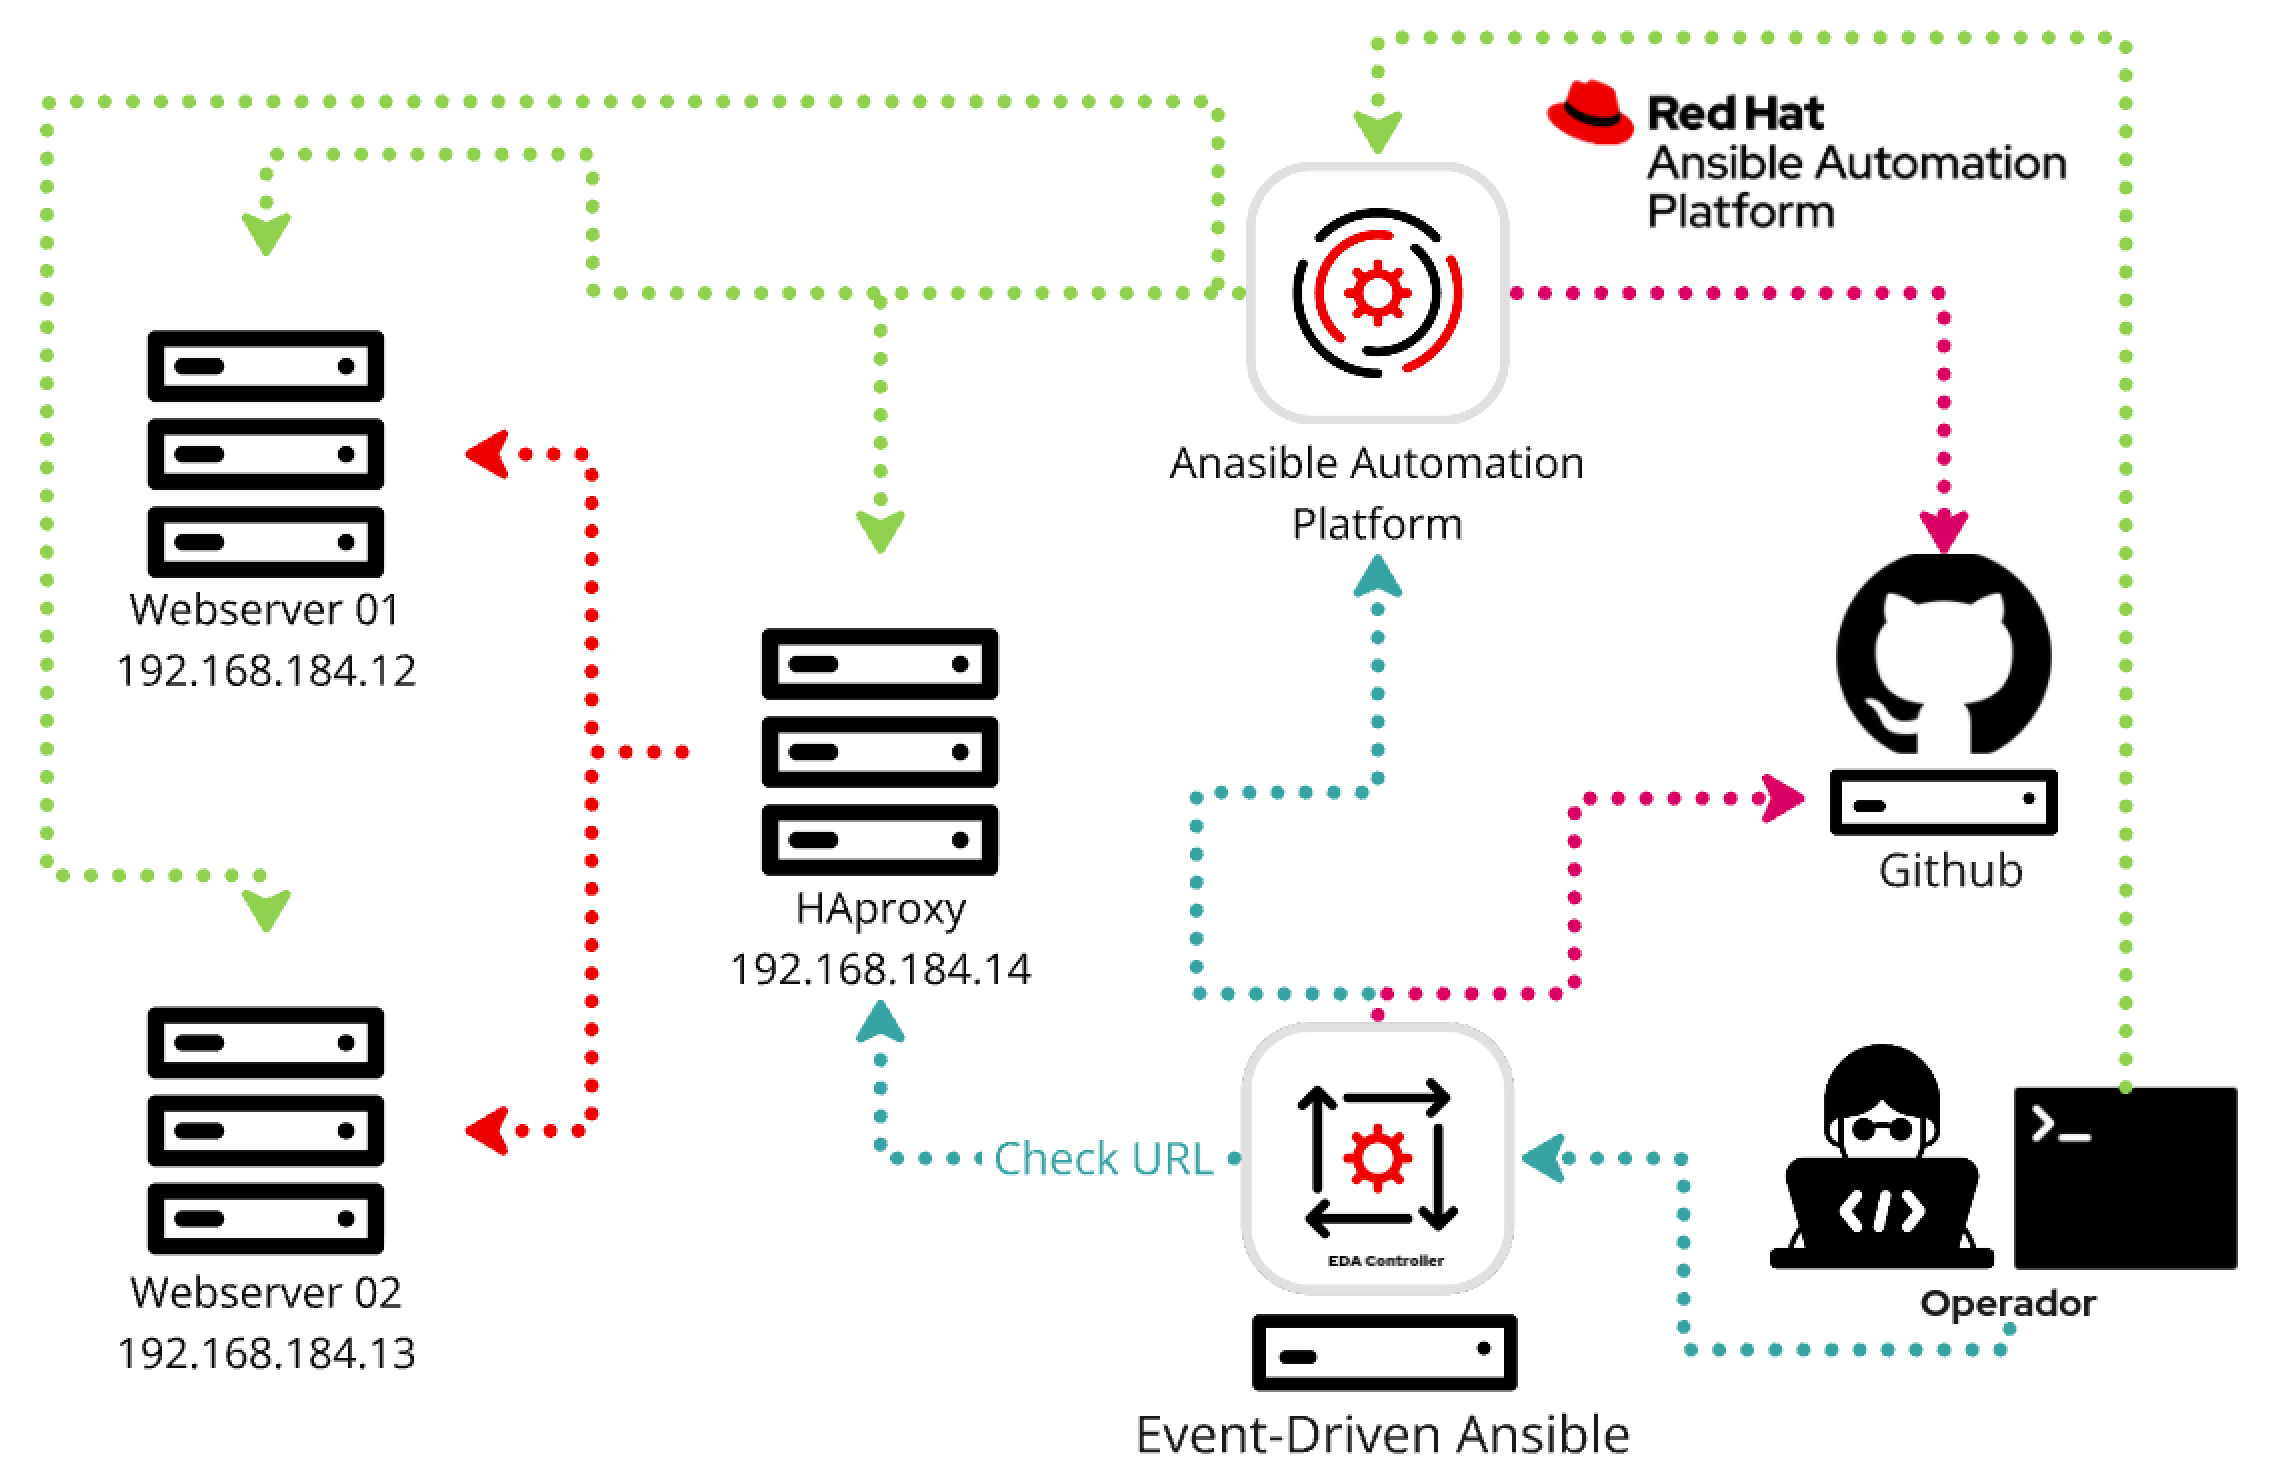 Red Hat
Ansible Automation
Platform
Anasible Automation
Platform
Webserver 01
192.168.184.12
HAproxy
192.168.184.14
Github
Check URL
>_
</>
EDA Controller
Operador
Webserver 02
192.168.184.13
Event-Driven Ansible